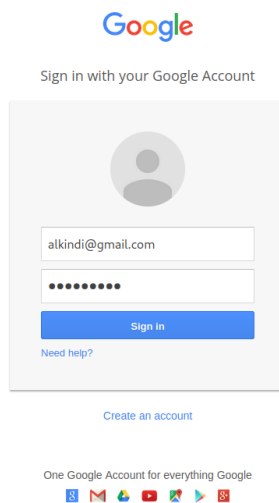 Google
Sign in with your Google Account
alkindi@gmail.com
•••••••••
Sign in
Need help?
Create an account
One Google Account for everything Google